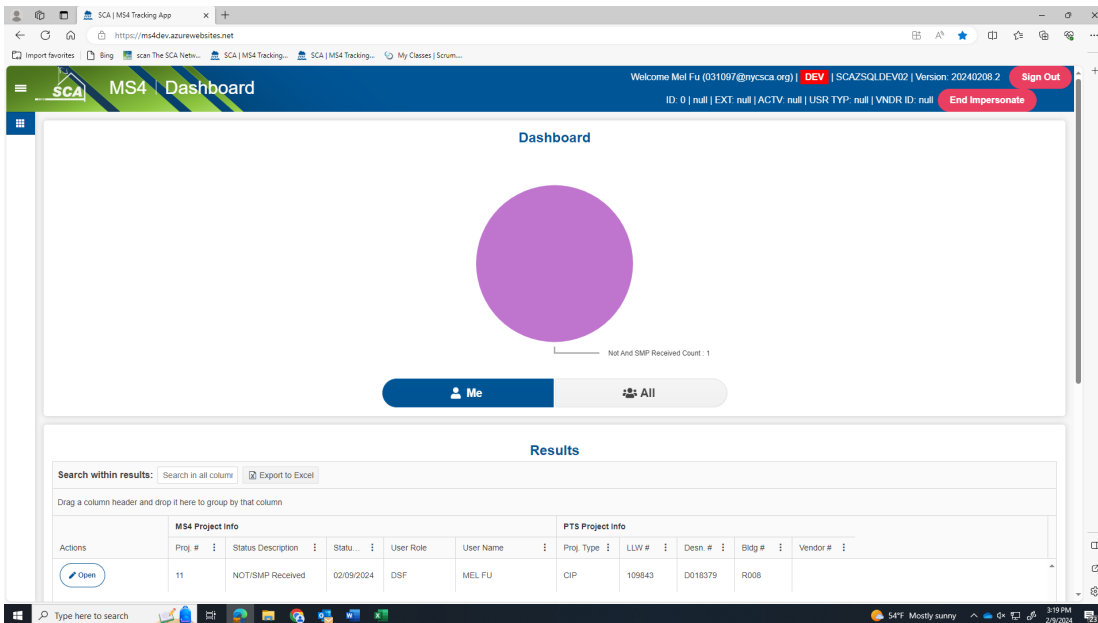 SCA | MS4 Tracking App
https://ms4dev.azurewebsites.net
Import favorites
Bing
scan The SCA Netw...
SCA | MS4 Tracking...
SCA | MS4 Tracking...
My Classes | Scrum...
SCA
MS4 | Dashboard
Welcome Mel Fu (031097@nycsca.org) | DEV | SCAZSQLDEV02 | Version: 20240208.2
Sign Out
ID: 0 | null | EXT: null | ACTV: null | USR TYP: null | VNDR ID: null
End Impersonate
Dashboard
Not And SMP Received Count : 1
Me
All
Results
Search within results:
Search in all colum
Export to Excel
Drag a column header and drop it here to group by that column
MS4 Project Info
PTS Project Info
Actions
Proj. #
Status Description
Statu...
User Role
User Name
Proj. Type
LLW #
Desn. #
Bldg #
Vendor #
Open
11
NOT/SMP Received
02/09/2024
DSF
MEL FU
CIP
109843
D018379
R008
Type here to search
54°F Mostly sunny
3:19 PM
2/9/2024